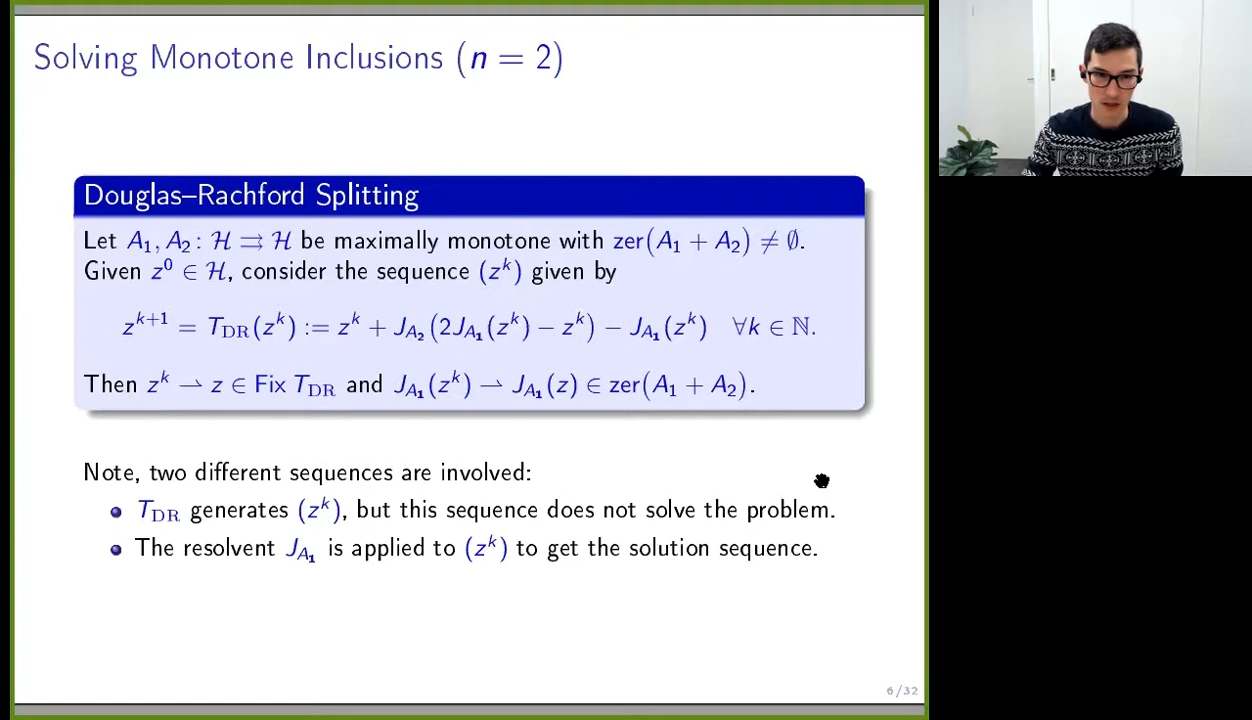 Solving Monotone Inclusions (n = 2)
Douglas–Rachford Splitting
Let A₁, A₂ : ℋ ⇉ ℋ be maximally monotone with zer(A₁ + A₂) ≠ ∅.
Given z⁰ ∈ ℋ, consider the sequence (zᵏ) given by
zᵏ⁺¹ = T_DR(zᵏ) := zᵏ + J_A₂(2J_A₁(zᵏ) − zᵏ) − J_A₁(zᵏ) ∀k ∈ ℕ.
Then zᵏ ⇀ z ∈ Fix T_DR and J_A₁(zᵏ) ⇀ J_A₁(z) ∈ zer(A₁ + A₂).
Note, two different sequences are involved:
T_DR generates (zᵏ), but this sequence does not solve the problem.
The resolvent J_A₁ is applied to (zᵏ) to get the solution sequence.
6/32